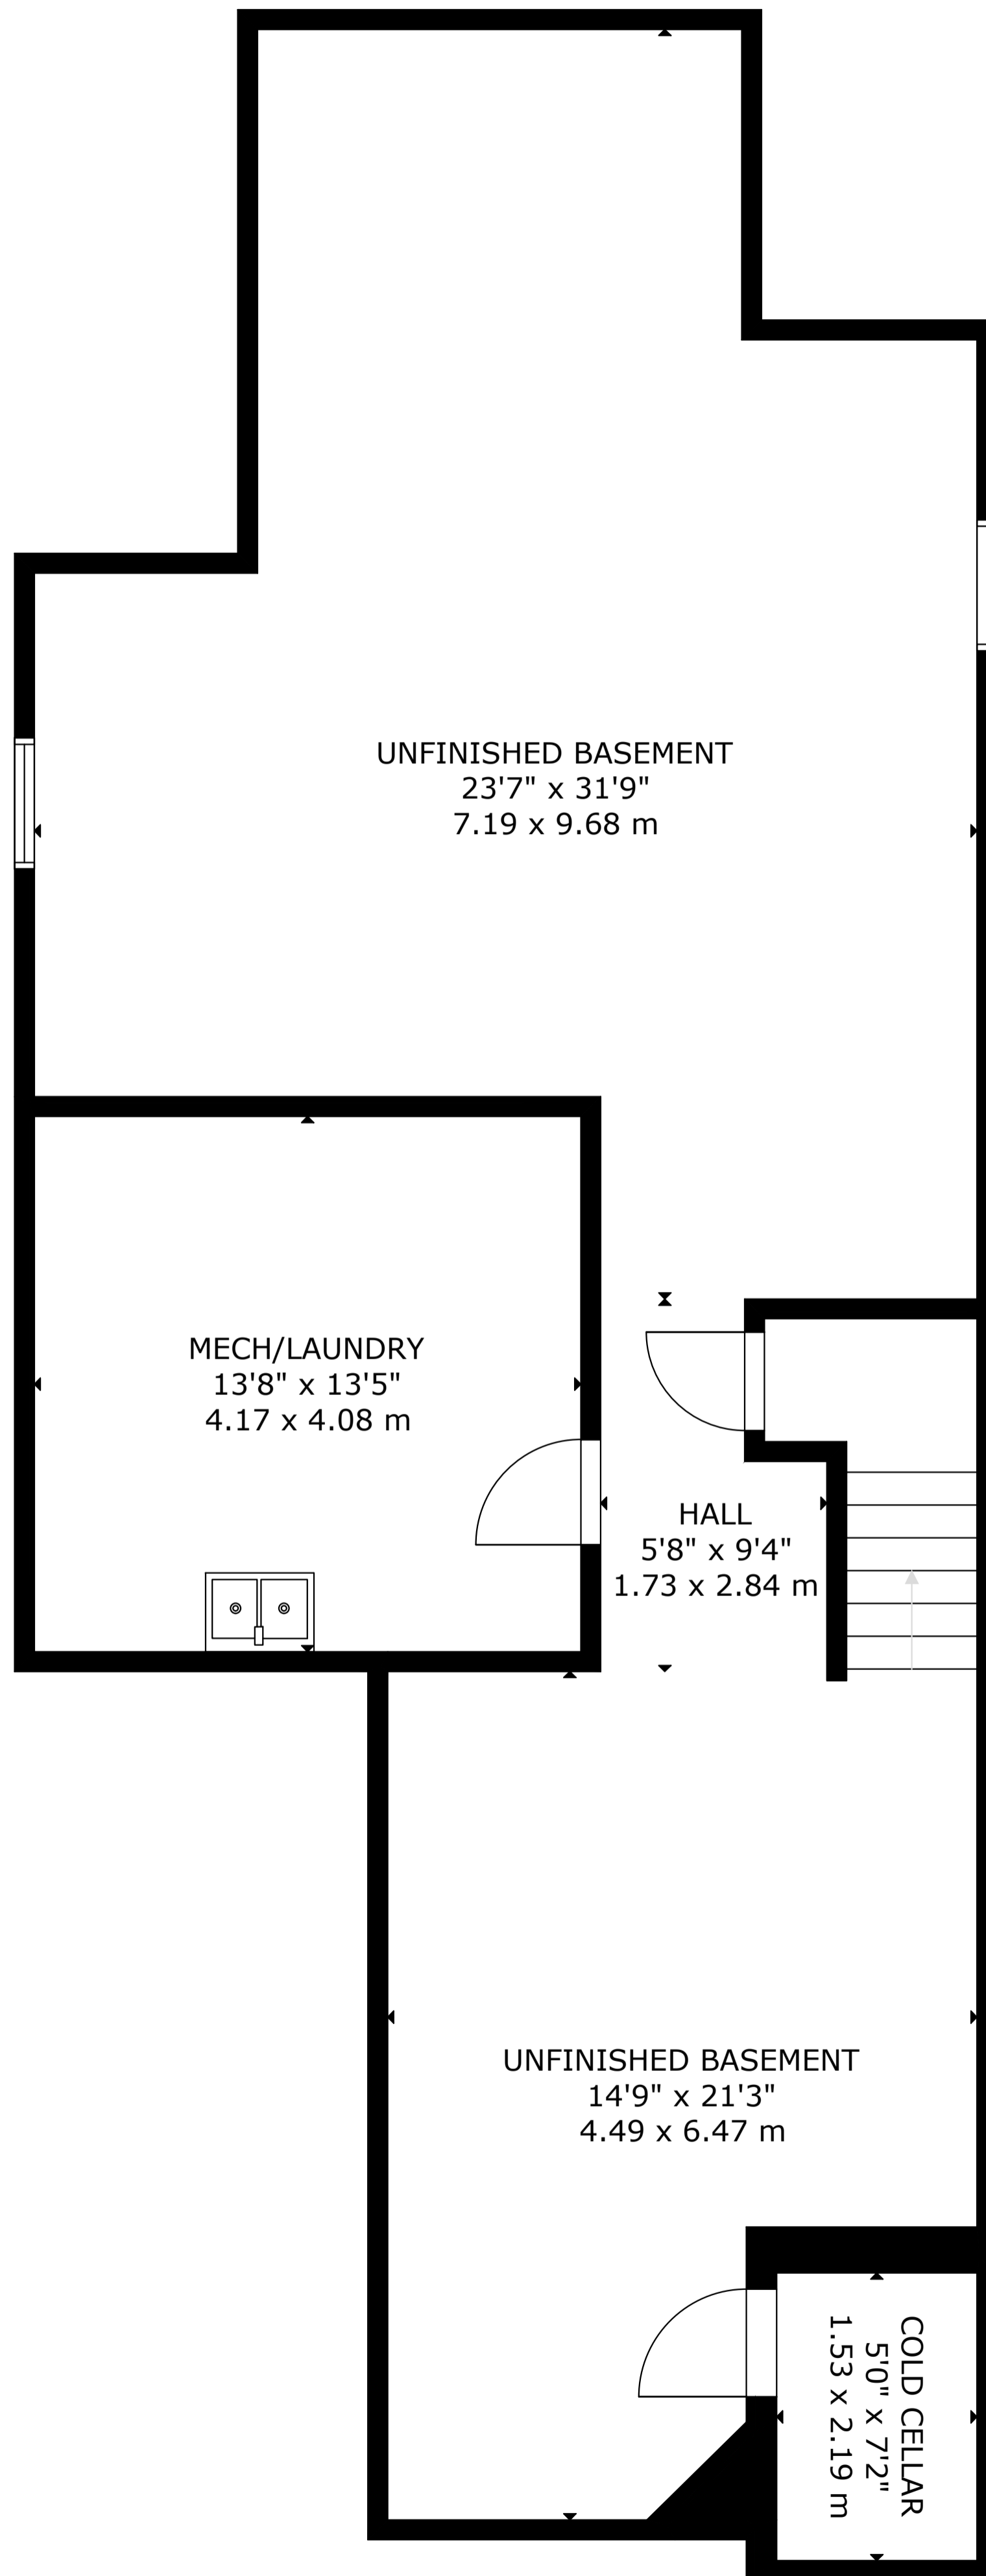 UNFINISHED BASEMENT
23'7" x 31'9"
7.19 x 9.68 m
MECH/LAUNDRY
13'8" x 13'5"
4.17 x 4.08 m
HALL
5'8" x 9'4"
1.73 x 2.84 m
UNFINISHED BASEMENT
14'9" x 21'3"
4.49 x 6.47 m
COLD CELLAR
5'0" x 7'2"
1.53 x 2.19 m